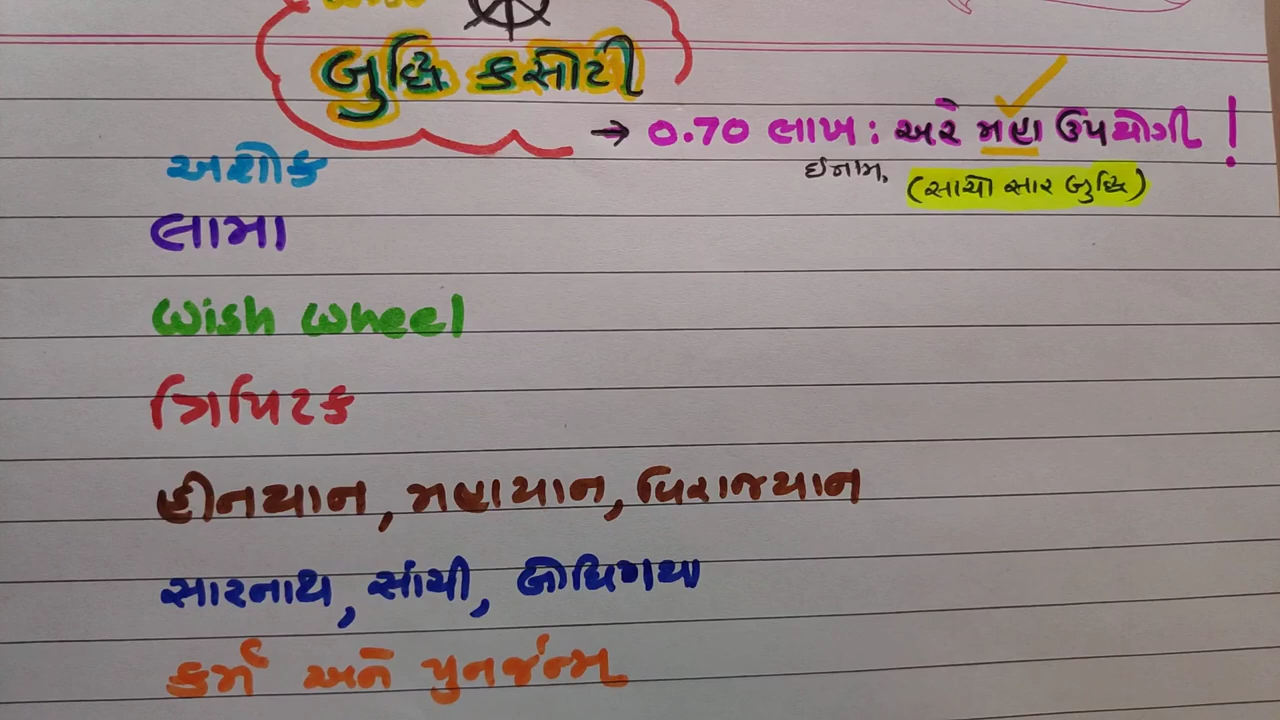 બુદ્ધિ કસોટી
→ 0.70 લાખ : અરે મહા ઉપયોગી !
ઈનામ.
(સાચો સાર બુદ્ધિ)
અશોક
લામા
Wish Wheel
ત્રિપિટક
હીનયાન, મહાયાન, વિરાજયાન
સારનાથ, સાંચી, બોધિગયા
કર્મ અને પુનર્જન્મ